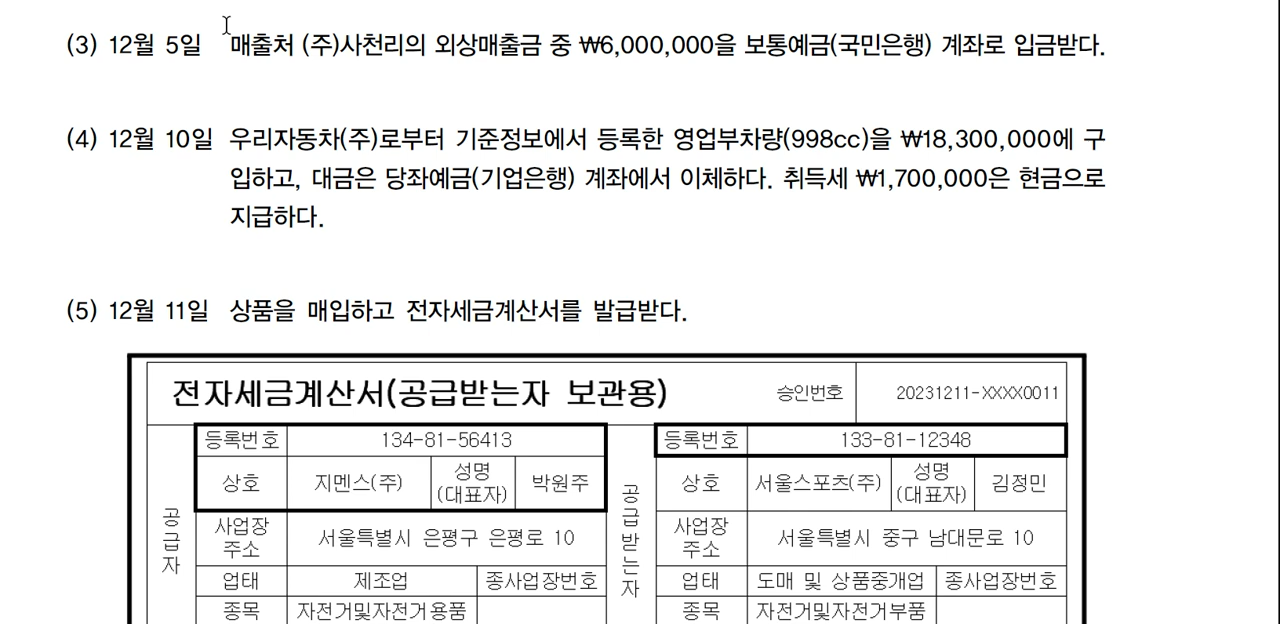 (3) 12월 5일 매출처 (주)사천리의 외상매출금 중 ₩6,000,000을 보통예금(국민은행) 계좌로 입금받다.
(4) 12월 10일 우리자동차(주)로부터 기준정보에서 등록한 영업부차량(998cc)을 ₩18,300,000에 구
입하고, 대금은 당좌예금(기업은행) 계좌에서 이체하다. 취득세 ₩1,700,000은 현금으로
지급하다.
(5) 12월 11일 상품을 매입하고 전자세금계산서를 발급받다.
전자세금계산서(공급받는자 보관용) 승인번호 20231211-XXXX0011
공급자
등록번호 134-81-56413
상호 지멘스(주) 성명 (대표자) 박원주
사업장 주소 서울특별시 은평구 은평로 10
업태 제조업 종사업장번호
종목 자전거및자전거용품
공급받는자
등록번호 133-81-12348
상호 서울스포츠(주) 성명 (대표자) 김정민
사업장 주소 서울특별시 중구 남대문로 10
업태 도매 및 상품중개업 종사업장번호
종목 자전거및자전거부품